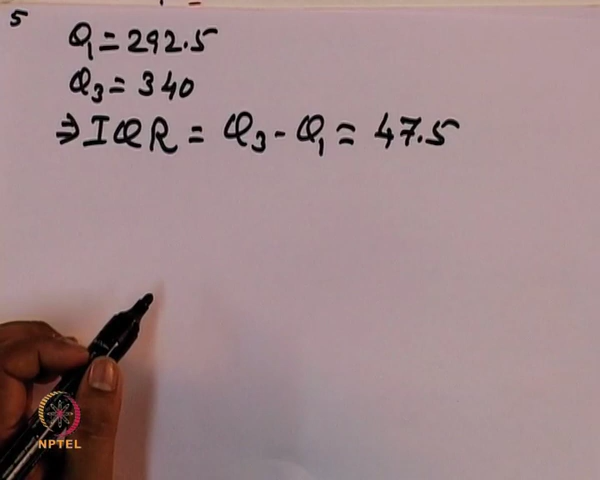 5
Q₁ = 292.5
Q₃ = 340
⇒ IQR = Q₃ - Q₁ = 47.5
NPTEL